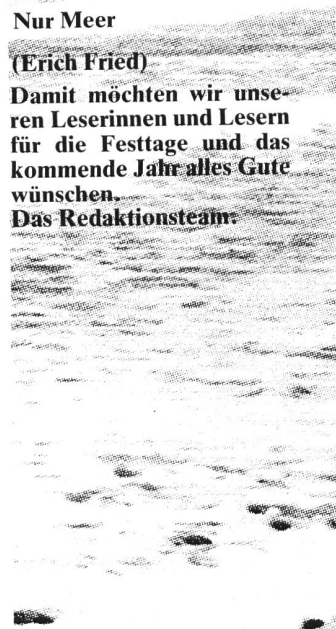 Nur Meer
(Erich Fried)
Damit möchten wir unse-
ren Leserinnen und Lesern
für die Festtage und das
kommende Jahr alles Gute
wünschen.
Das Redaktionsteam.